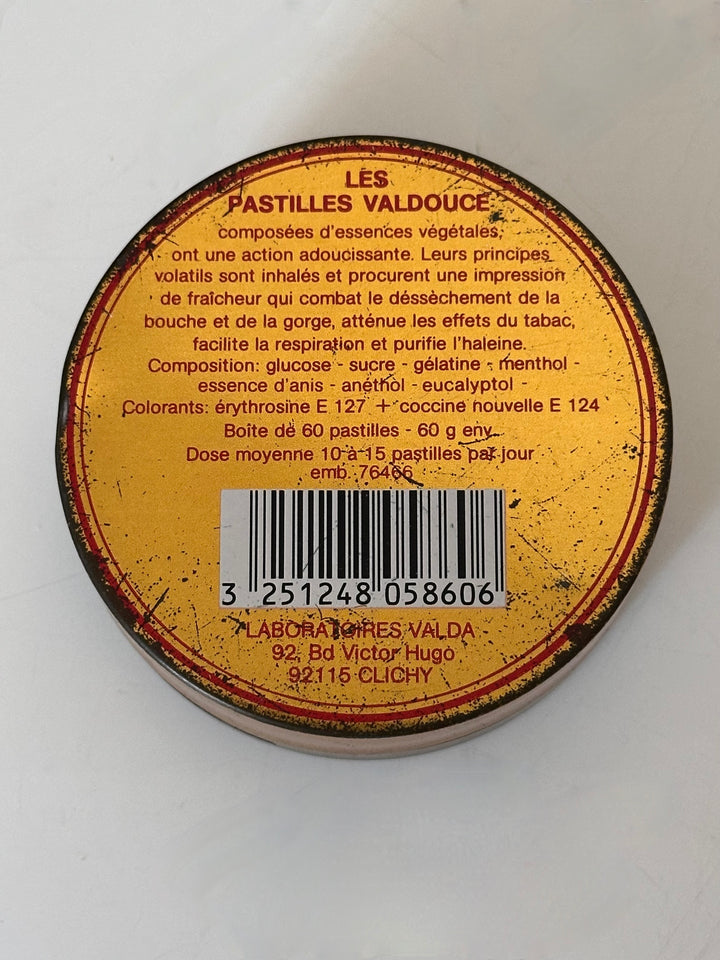 LES
PASTILLES VALDOUCE
composées d'essences végétales,
ont une action adoucissante. Leurs principes
volatils sont inhalés et procurent une impression
de fraîcheur qui combat le déssèchement de la
bouche et de la gorge, atténue les effets du tabac,
facilite la respiration et purifie l'haleine.
Composition: glucose - sucre - gélatine - menthol -
essence d'anis - anéthol - eucalyptol -
Colorants: érythrosine E 127 + coccine nouvelle E 124
Boîte de 60 pastilles - 60 g env.
Dose moyenne 10 à 15 pastilles par jour
emb. 76466
3 251248 058606
LABORATOIRES VALDA
92, Bd Victor Hugo
92115 CLICHY